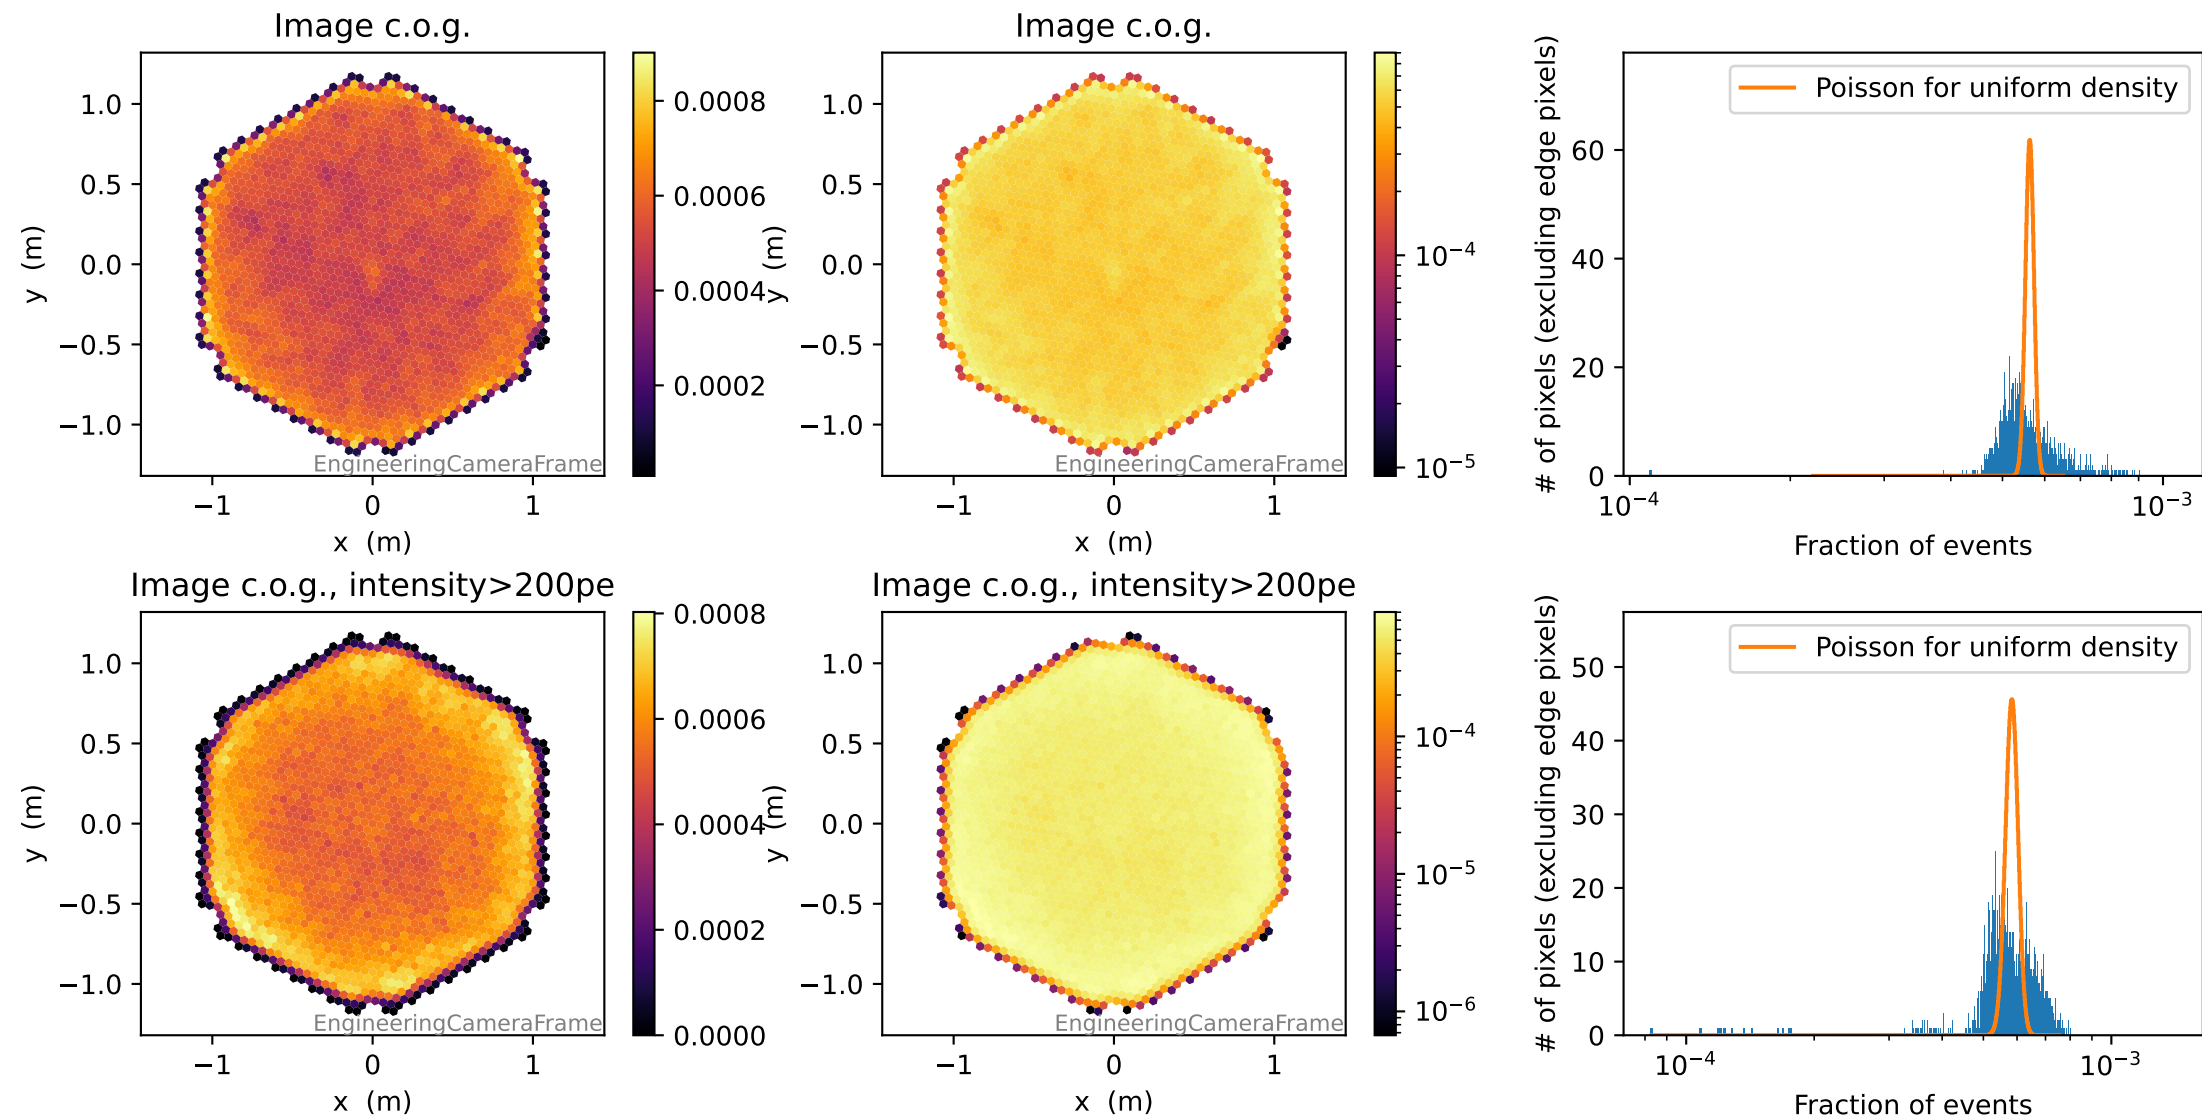 Image c.o.g.
1.0
0.5
0.0
−0.5
−1.0
y (m)
EngineeringCameraFrame
−1
0
1
x (m)
0.0008
0.0006
0.0004
0.0002
Image c.o.g.
1.0
0.5
0.0
−0.5
−1.0
y (m)
EngineeringCameraFrame
−1
0
1
x (m)
10⁻⁴
10⁻⁵
# of pixels (excluding edge pixels)
60
40
20
0
Poisson for uniform density
10⁻⁴
10⁻³
Fraction of events
Image c.o.g., intensity>200pe
1.0
0.5
0.0
−0.5
−1.0
y (m)
EngineeringCameraFrame
−1
0
1
x (m)
0.0008
0.0006
0.0004
0.0002
0.0000
Image c.o.g., intensity>200pe
1.0
0.5
0.0
−0.5
−1.0
y (m)
EngineeringCameraFrame
−1
0
1
x (m)
10⁻⁴
10⁻⁵
10⁻⁶
# of pixels (excluding edge pixels)
50
40
30
20
10
0
Poisson for uniform density
10⁻⁴
10⁻³
Fraction of events